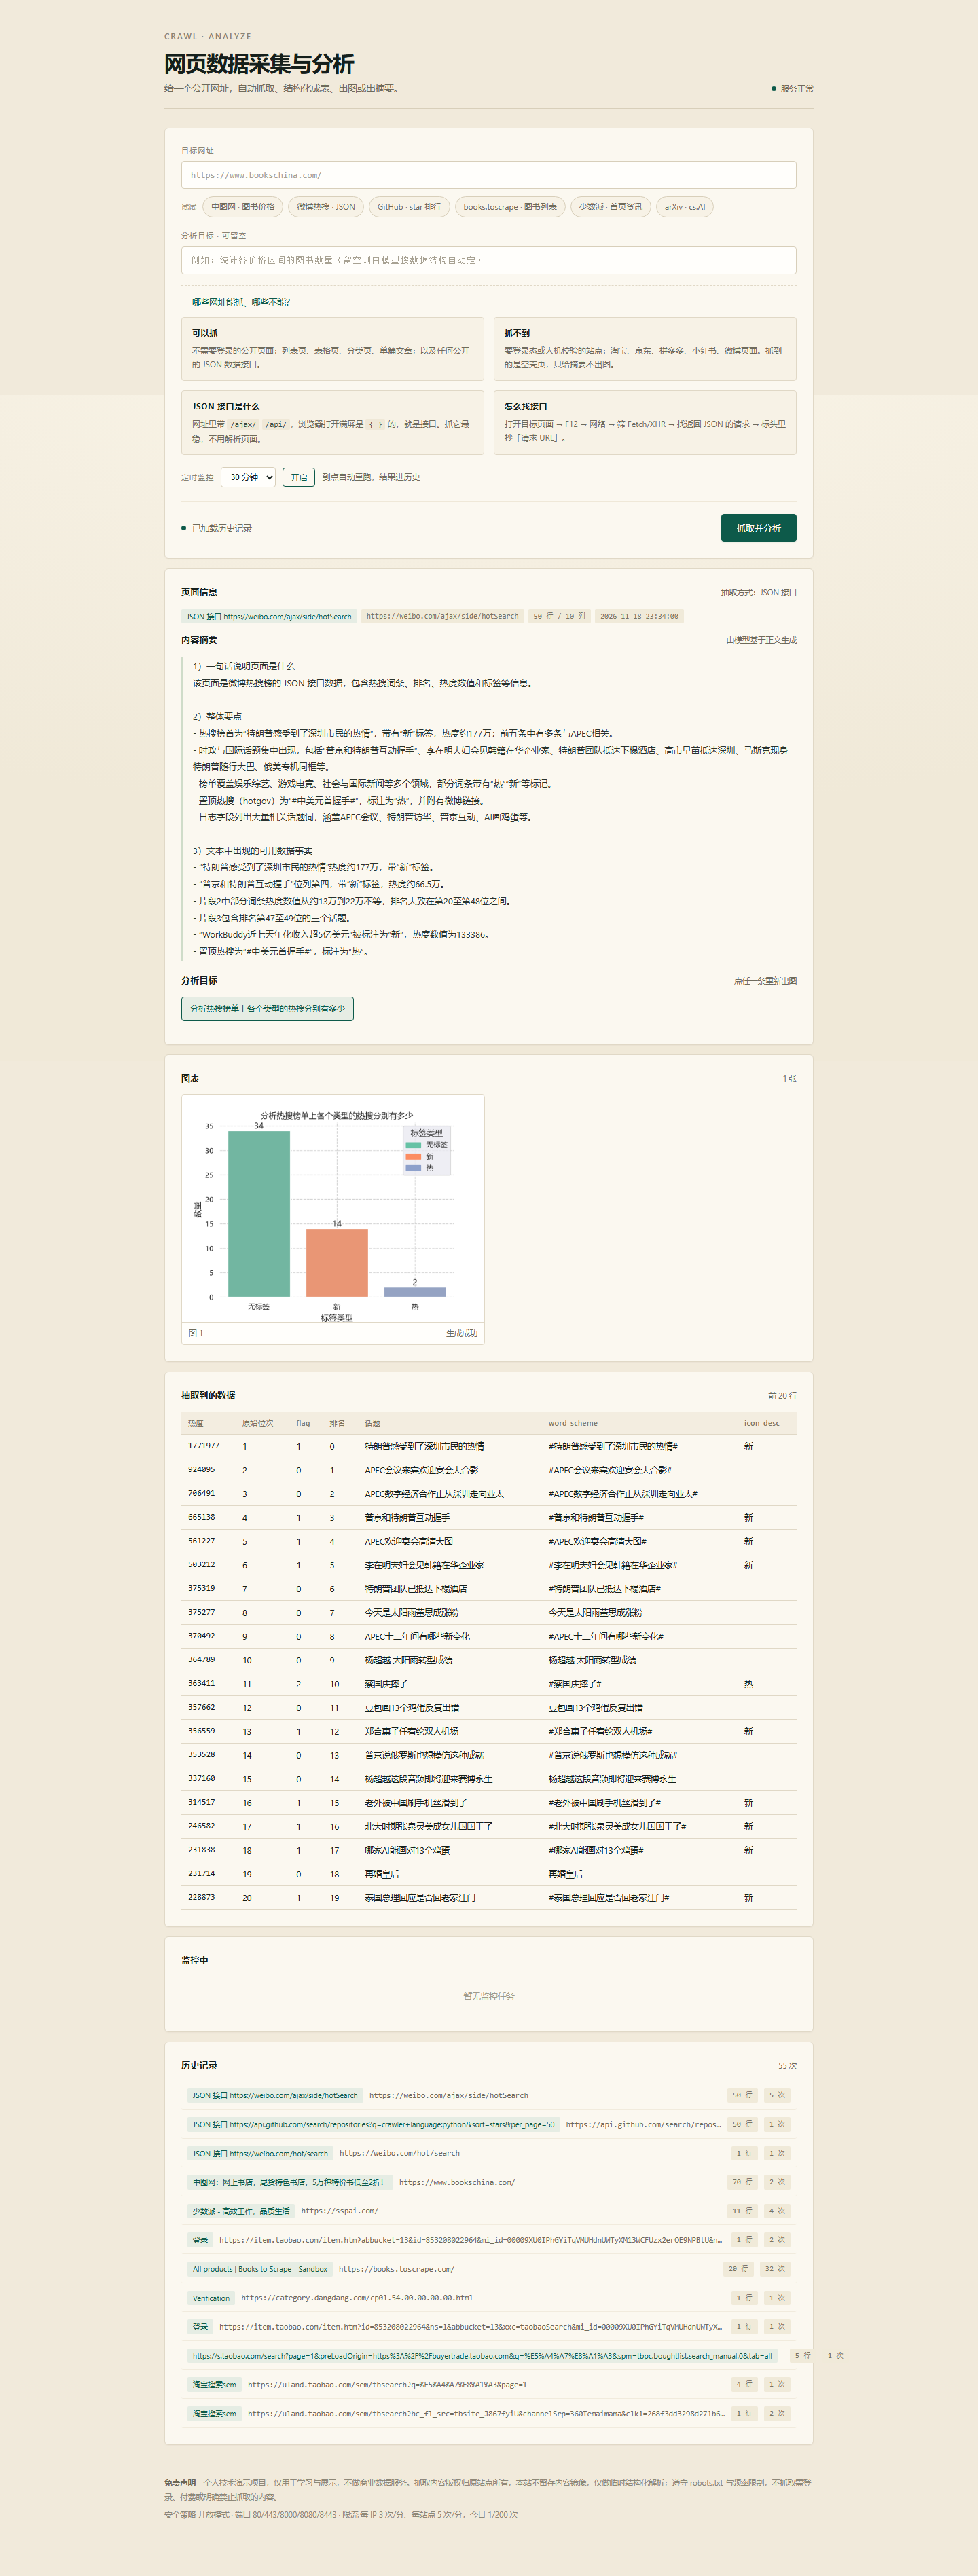 CRAWL · ANALYZE
网页数据采集与分析
给一个公开网址，自动抓取、结构化成表、出图或出摘要。
服务正常
目标网址
https://www.bookschina.com/
试试 中图网 · 图书价格 微博热搜 · JSON GitHub · star 排行 books.toscrape · 图书列表 少数派 · 首页资讯 arXiv · cs.AI
分析目标 · 可留空
例如：统计各价格区间的图书数量（留空则由模型按数据结构自动定）
- 哪些网址能抓、哪些不能？
可以抓
不需要登录的公开页面：列表页、表格页、分类页、单篇文章；以及任何公开
的 JSON 数据接口。
抓不到
要登录态或人机校验的站点：淘宝、京东、拼多多、小红书、微博页面。抓到
的是空壳页，只给摘要不出图。
JSON 接口是什么
网址里带 /ajax/ /api/，浏览器打开满屏是 { } 的，就是接口。抓它最
稳，不用解析页面。
怎么找接口
打开目标页面 → F12 → 网络 → 筛 Fetch/XHR → 找返回 JSON 的请求 → 标头里
抄「请求 URL」。
定时监控 30 分钟 开启 到点自动重跑，结果进历史
已加载历史记录
抓取并分析
页面信息
抽取方式：JSON 接口
JSON 接口 https://weibo.com/ajax/side/hotSearch https://weibo.com/ajax/side/hotSearch 50 行 / 10 列 2026-11-18 23:34:00
内容摘要
由模型基于正文生成
1）一句话说明页面是什么
该页面是微博热搜榜的 JSON 接口数据，包含热搜词条、排名、热度数值和标签等信息。
2）整体要点
- 热搜榜首为“特朗普感受到了深圳市民的热情”，带有“新”标签，热度约177万；前五条中有多条与APEC相关。
- 时政与国际话题集中出现，包括“普京和特朗普互动握手”、李在明夫妇会见韩籍在华企业家、特朗普团队抵达下榻酒店、高市早苗抵达深圳、马斯克现身
特朗普随行大巴、俄美专机同框等。
- 榜单覆盖娱乐综艺、游戏电竞、社会与国际新闻等多个领域，部分词条带有“热”“新”等标记。
- 置顶热搜（hotgov）为“#中美元首握手#”，标注为“热”，并附有微博链接。
- 日志字段列出大量相关话题词，涵盖APEC会议、特朗普访华、普京互动、AI画鸡蛋等。
3）文本中出现的可用数据事实
- “特朗普感受到了深圳市民的热情”热度约177万，带“新”标签。
- “普京和特朗普互动握手”位列第四，带“新”标签，热度约66.5万。
- 片段2中部分词条热度数值从约13万到22万不等，排名大致在第20至第48位之间。
- 片段3包含排名第47至49位的三个话题。
- “WorkBuddy近七天年化收入超5亿美元”被标注为“新”，热度数值为133386。
- 置顶热搜为“#中美元首握手#”，标注为“热”。
分析目标
点任一条重新出图
分析热搜榜单上各个类型的热搜分别有多少
图表
1 张
分析热搜榜单上各个类型的热搜分别有多少
数量
35
30
25
20
15
10
5
0
34
14
2
标签类型
无标签
新
热
无标签 新 热
标签类型
图 1
生成成功
抽取到的数据
前 20 行
热度 原始位次 flag 排名 话题 word_scheme icon_desc
1771977 1 1 0 特朗普感受到了深圳市民的热情 #特朗普感受到了深圳市民的热情# 新
924095 2 0 1 APEC会议来宾欢迎宴会大合影 #APEC会议来宾欢迎宴会大合影#
706491 3 0 2 APEC数字经济合作正从深圳走向亚太 #APEC数字经济合作正从深圳走向亚太#
665138 4 1 3 普京和特朗普互动握手 #普京和特朗普互动握手# 新
561227 5 1 4 APEC欢迎宴会高清大图 #APEC欢迎宴会高清大图# 新
503212 6 1 5 李在明夫妇会见韩籍在华企业家 #李在明夫妇会见韩籍在华企业家# 新
375319 7 0 6 特朗普团队已抵达下榻酒店 #特朗普团队已抵达下榻酒店#
375277 8 0 7 今天是太阳雨董思成涨粉 今天是太阳雨董思成涨粉
370492 9 0 8 APEC十二年间有哪些新变化 #APEC十二年间有哪些新变化#
364789 10 0 9 杨超越 太阳雨转型成绩 杨超越 太阳雨转型成绩
363411 11 2 10 蔡国庆摔了 #蔡国庆摔了# 热
357662 12 0 11 豆包画13个鸡蛋反复出错 豆包画13个鸡蛋反复出错
356559 13 1 12 郑合惠子任宥纶双人机场 #郑合惠子任宥纶双人机场# 新
353528 14 0 13 普京说俄罗斯也想模仿这种成就 #普京说俄罗斯也想模仿这种成就#
337160 15 0 14 杨超越这段音频即将迎来赛博永生 杨超越这段音频即将迎来赛博永生
314517 16 1 15 老外被中国刷手机丝滑到了 #老外被中国刷手机丝滑到了# 新
246582 17 1 16 北大时期张泉灵美成女儿国国王了 #北大时期张泉灵美成女儿国国王了# 新
231838 18 1 17 哪家AI能画对13个鸡蛋 #哪家AI能画对13个鸡蛋# 新
231714 19 0 18 再婚皇后 再婚皇后
228873 20 1 19 泰国总理回应是否回老家江门 #泰国总理回应是否回老家江门# 新
监控中
暂无监控任务
历史记录
55 次
JSON 接口 https://weibo.com/ajax/side/hotSearch https://weibo.com/ajax/side/hotSearch 50 行 5 次
JSON 接口 https://api.github.com/search/repositories?q=crawler+language:python&sort=stars&per_page=50 https://api.github.com/search/repos… 50 行 1 次
JSON 接口 https://weibo.com/hot/search https://weibo.com/hot/search 1 行 1 次
中图网：网上书店，尾货特色书店，5万种特价书低至2折！ https://www.bookschina.com/ 70 行 2 次
少数派 - 高效工作，品质生活 https://sspai.com/ 11 行 4 次
登录 https://item.taobao.com/item.htm?abbucket=13&id=853208022964&mi_id=00009XU0IPhGYiTqVMUHdnUWTyXM13WCFUzx2erOE9NPBtU&n… 1 行 2 次
All products | Books to Scrape - Sandbox https://books.toscrape.com/ 20 行 32 次
Verification https://category.dangdang.com/cp01.54.00.00.00.00.html 1 行 1 次
登录 https://item.taobao.com/item.htm?id=853208022964&ns=1&abbucket=13&xxc=taobaoSearch&mi_id=00009XU0IPhGYiTqVMUHdnUWTyX… 1 行 1 次
https://s.taobao.com/search?page=1&preLoadOrigin=https%3A%2F%2Fbuyertrade.taobao.com&q=%E5%A4%A7%E8%A1%A3&spm=tbpc.boughtlist.search_manual.0&tab=all 5 行 1 次
淘宝搜索sem https://uland.taobao.com/sem/tbsearch?q=%E5%A4%A7%E8%A1%A3&page=1 4 行 1 次
淘宝搜索sem https://uland.taobao.com/sem/tbsearch?bc_fl_src=tbsite_J867fyiU&channelSrp=360Temaimama&clk1=268f3dd3298d271b6… 1 行 1 次
免责声明 个人技术演示项目，仅用于学习与展示，不做商业数据服务。抓取内容版权归原站点所有，本站不留存内容镜像，仅做临时结构化解析；遵守 robots.txt 与频率限制，不抓取需登
录、付费或明确禁止抓取的内容。
安全策略 开放模式 · 端口 80/443/8000/8080/8443 · 限流 每 IP 3 次/分、每站点 5 次/分，今日 1/200 次